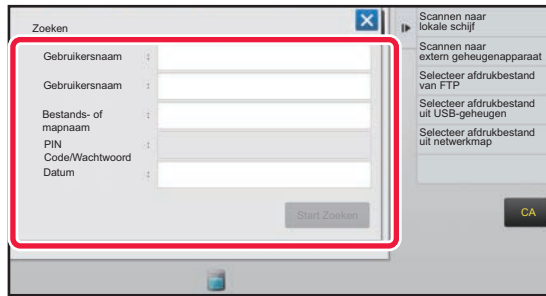 Zoeken
Gebruikersnaam :
Gebruikersnaam :
Bestands- of
mapnaam :
PIN :
Code/Wachtwoord
Datum :
Start Zoeken
Scannen naar
lokale schijf
Scannen naar
extern geheugenapparaat
Selecteer afdrukbestand
van FTP
Selecteer afdrukbestand
uit USB-geheugen
Selecteer afdrukbestand
uit netwerkmap
CA